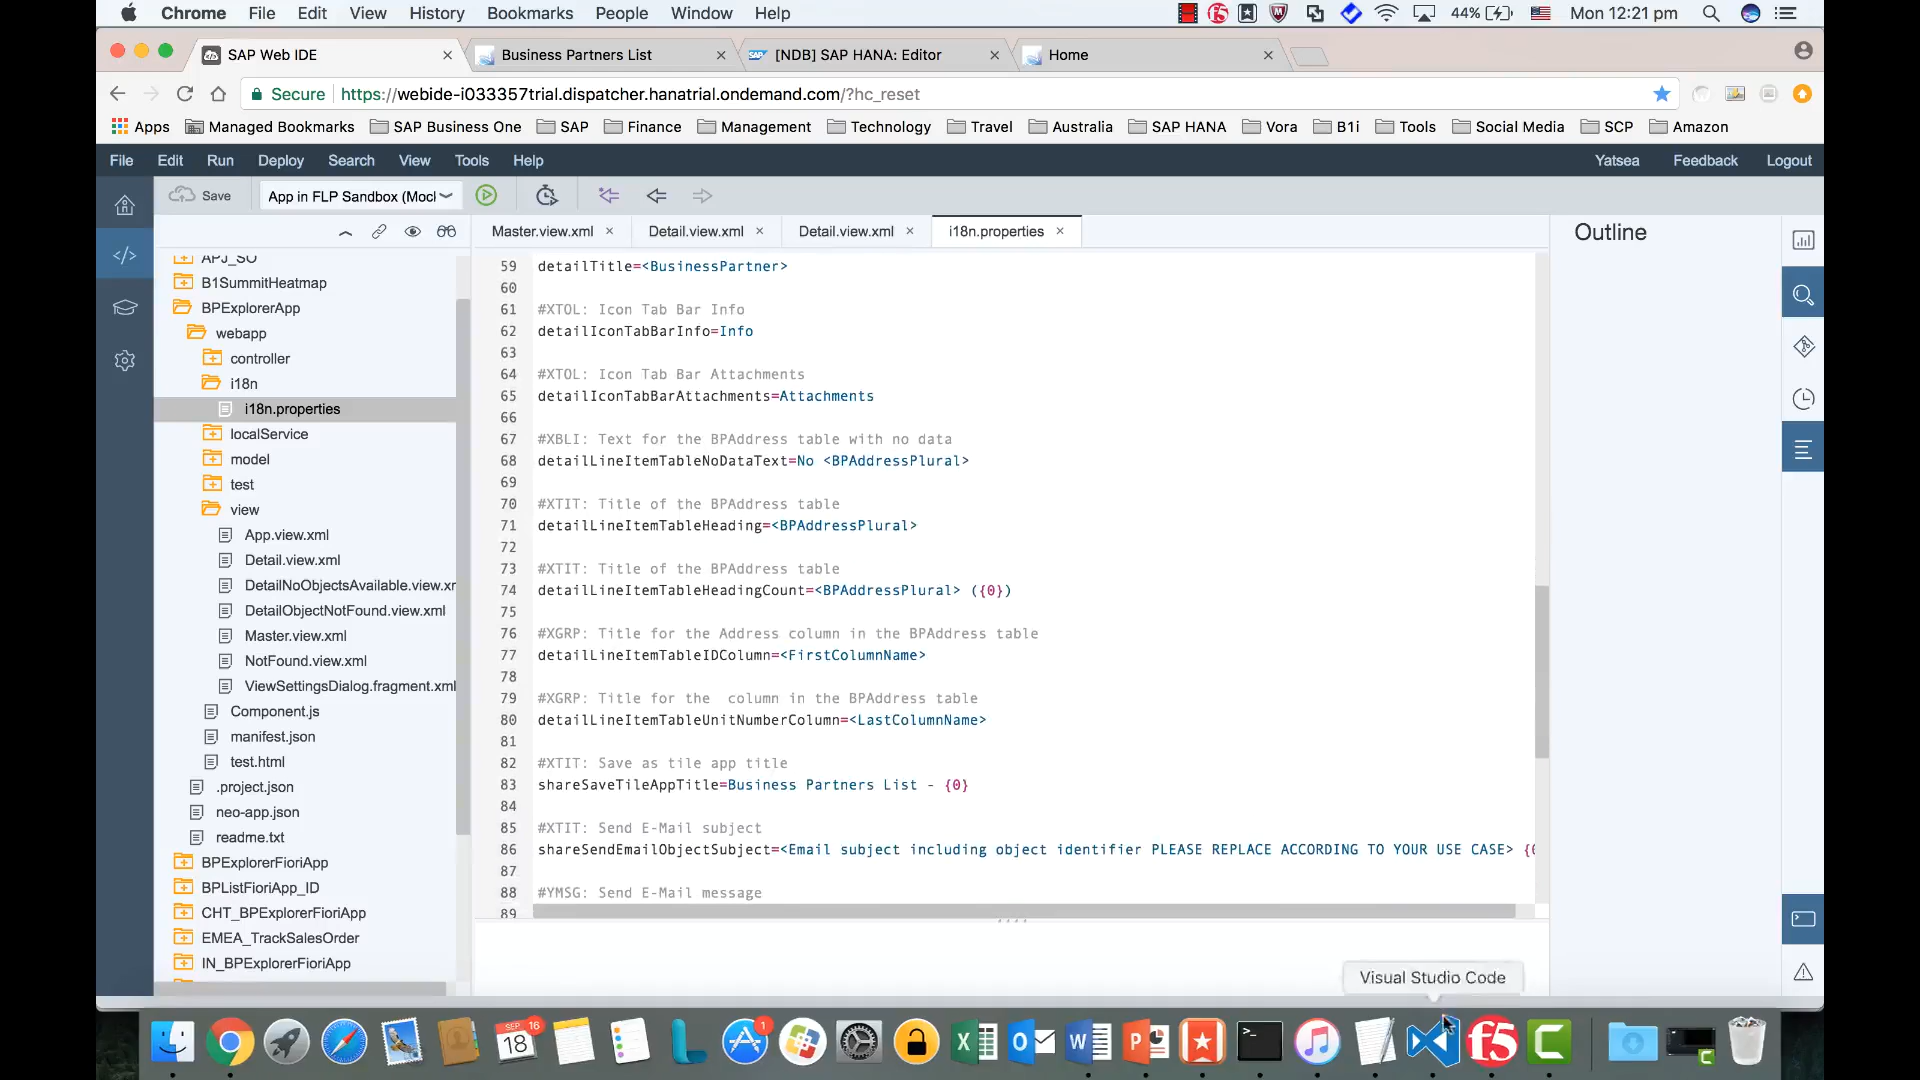 Chrome File Edit View History Bookmarks People Window Help 44% Mon 12:21 pm
SAP Web IDE Business Partners List [NDB] SAP HANA: Editor Home
Secure https://webide-i033357trial.dispatcher.hanatrial.ondemand.com/?hc_reset
Apps Managed Bookmarks SAP Business One SAP Finance Management Technology Travel Australia SAP HANA Vora B1i Tools Social Media SCP Amazon
File Edit Run Deploy Search View Tools Help Yatsea Feedback Logout
Save App in FLP Sandbox (Mocl
Master.view.xml Detail.view.xml Detail.view.xml i18n.properties Outline
APJ_SO
B1SummitHeatmap
BPExplorerApp
webapp
controller
i18n
i18n.properties
localService
model
test
view
App.view.xml
Detail.view.xml
DetailNoObjectsAvailable.view.xr
DetailObjectNotFound.view.xml
Master.view.xml
NotFound.view.xml
ViewSettingsDialog.fragment.xml
Component.js
manifest.json
test.html
.project.json
neo-app.json
readme.txt
BPExplorerFioriApp
BPListFioriApp_ID
CHT_BPExplorerFioriApp
EMEA_TrackSalesOrder
IN_BPExplorerFioriApp
59 detailTitle=<BusinessPartner>
60
61 #XTOL: Icon Tab Bar Info
62 detailIconTabBarInfo=Info
63
64 #XTOL: Icon Tab Bar Attachments
65 detailIconTabBarAttachments=Attachments
66
67 #XBLI: Text for the BPAddress table with no data
68 detailLineItemTableNoDataText=No <BPAddressPlural>
69
70 #XTIT: Title of the BPAddress table
71 detailLineItemTableHeading=<BPAddressPlural>
72
73 #XTIT: Title of the BPAddress table
74 detailLineItemTableHeadingCount=<BPAddressPlural> ({0})
75
76 #XGRP: Title for the Address column in the BPAddress table
77 detailLineItemTableIDColumn=<FirstColumnName>
78
79 #XGRP: Title for the  column in the BPAddress table
80 detailLineItemTableUnitNumberColumn=<LastColumnName>
81
82 #XTIT: Save as tile app title
83 shareSaveTileAppTitle=Business Partners List - {0}
84
85 #XTIT: Send E-Mail subject
86 shareSendEmailObjectSubject=<Email subject including object identifier PLEASE REPLACE ACCORDING TO YOUR USE CASE>
87
88 #YMSG: Send E-Mail message
89
Visual Studio Code
SEP 16
18
1